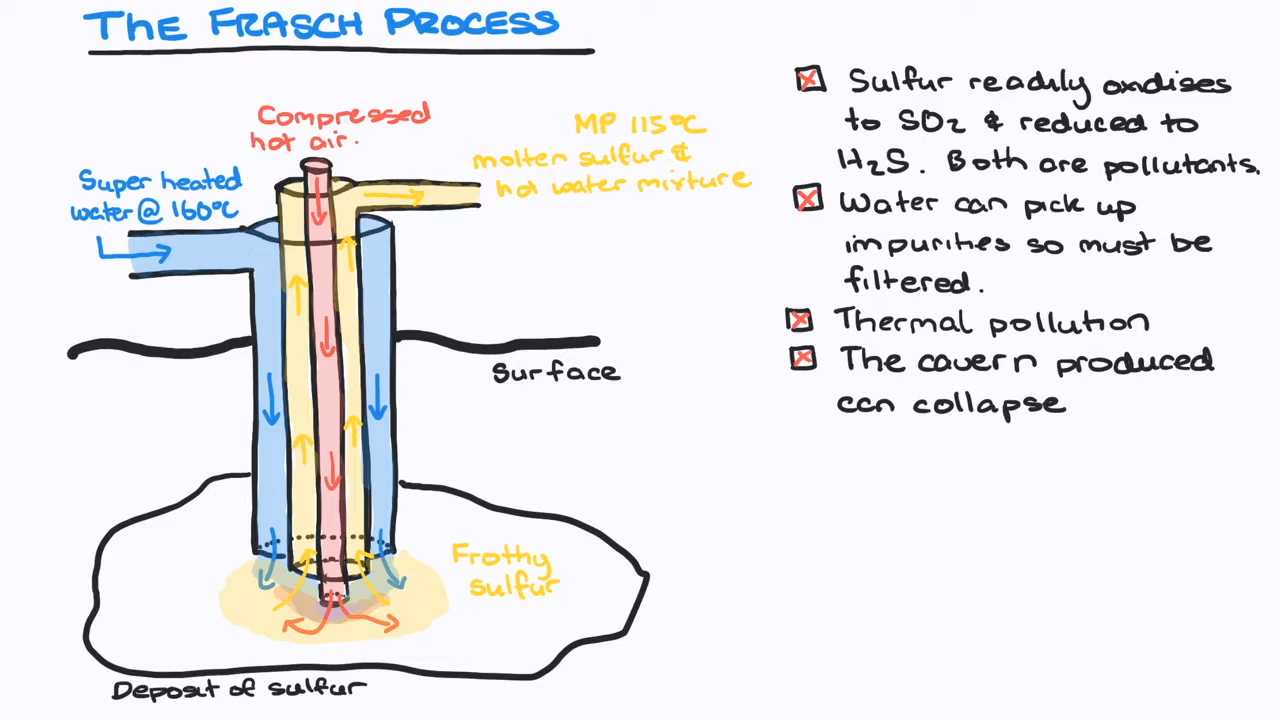 THE FRASCH PROCESS
Compressed
hot air.
MP 115°C
molten sulfur &
hot water mixture
Super heated
water @ 160°C
Surface
Frothy
sulfur
Deposit of sulfur
Sulfur readily oxidises
to SO2 & reduced to
H2S. Both are pollutants.
Water can pick up
impurities so must be
filtered.
Thermal pollution
The cavern produced
can collapse